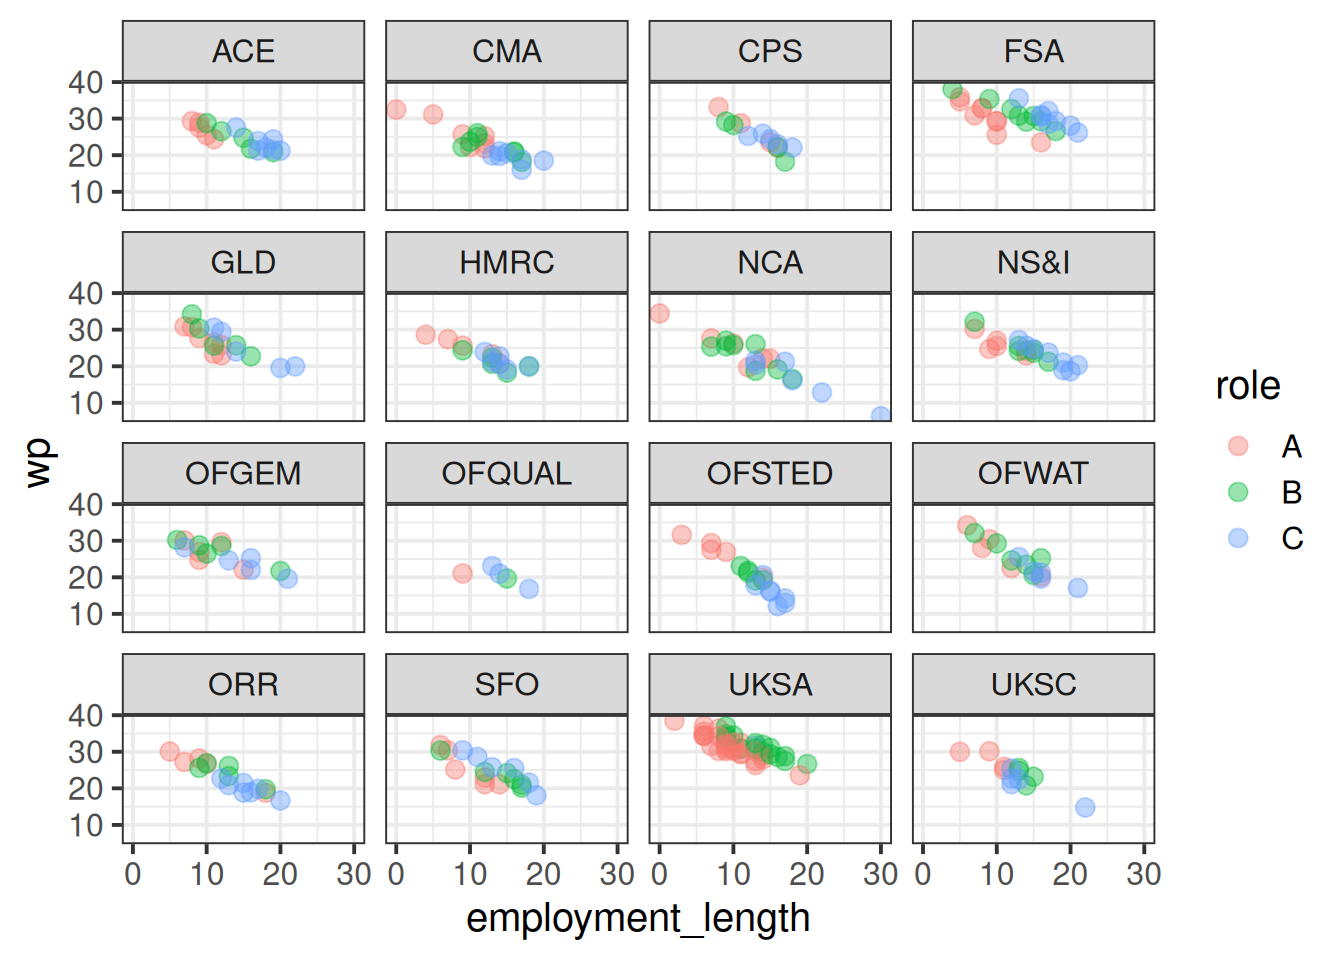 ACE CMA CPS FSA
40
30
20
10
GLD HMRC NCA NS&I
40
30
20
10
OFGEM OFQUAL OFSTED OFWAT
40
30
20
10
ORR SFO UKSA UKSC
40
30
20
10
0 10 20 30 0 10 20 30 0 10 20 30 0 10 20 30
employment_length
wp
role
A
B
C